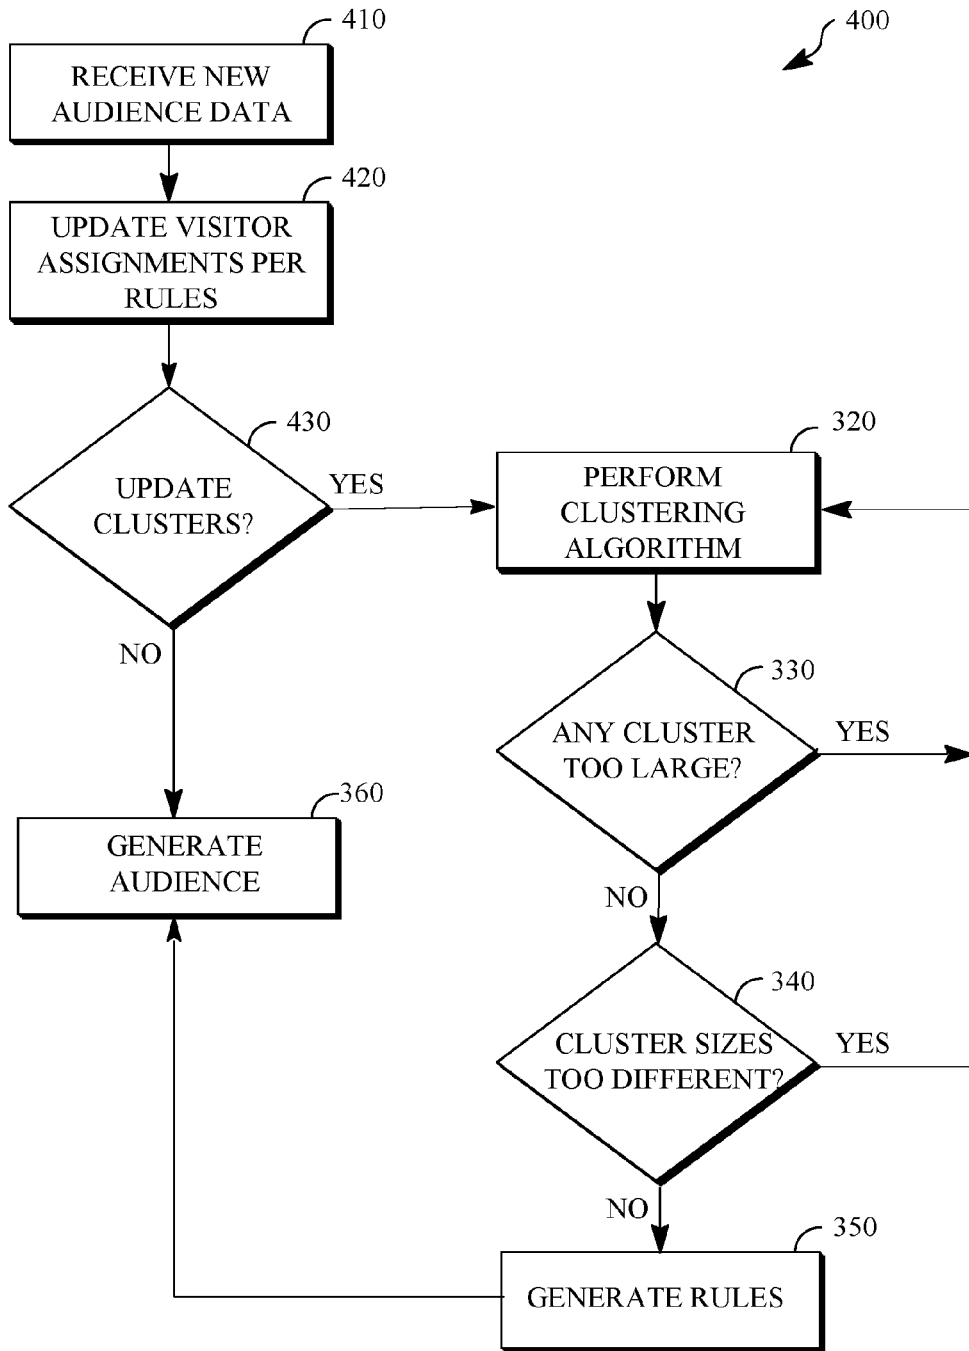 410
400
RECEIVE NEW
AUDIENCE DATA
420
UPDATE VISITOR
ASSIGNMENTS PER
RULES
430
UPDATE
CLUSTERS?
YES
NO
320
PERFORM
CLUSTERING
ALGORITHM
330
ANY CLUSTER
TOO LARGE?
YES
NO
360
GENERATE
AUDIENCE
340
CLUSTER SIZES
TOO DIFFERENT?
YES
NO
350
GENERATE RULES